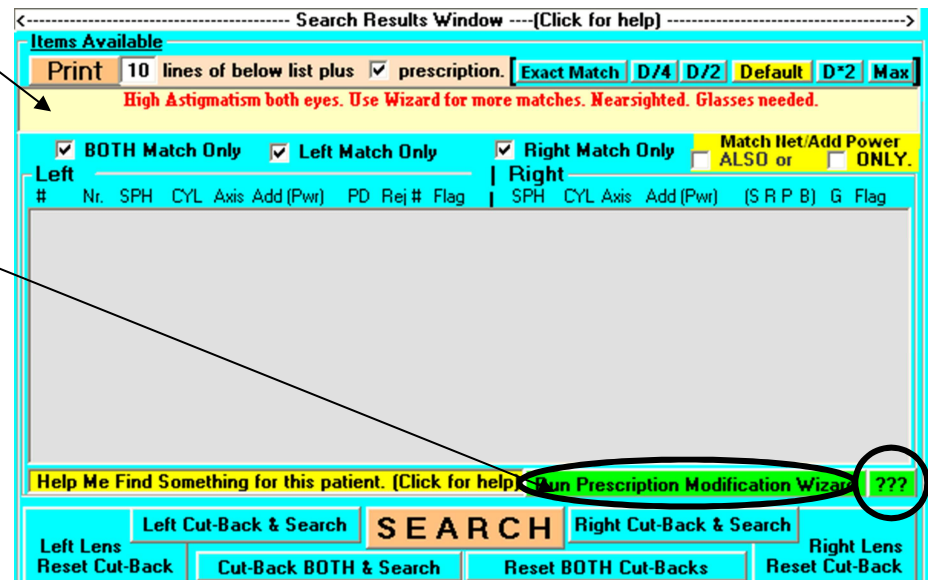 <---------------------------------- Search Results Window ----(Click for help) ---------------------------------->
Items Available
Print 10 lines of below list plus prescription. [Exact Match D/4 D/2 Default D*2 Max]
High Astigmatism both eyes. Use Wizard for more matches. Nearsighted. Glasses needed.
BOTH Match Only Left Match Only Right Match Only Match Net/Add Power
ALSO or ONLY.
Left | Right
# Nr. SPH CYL Axis Add (Pwr) PD Rej # Flag | SPH CYL Axis Add (Pwr) (S R P B) G Flag
Help Me Find Something for this patient. (Click for help) Run Prescription Modification Wizard ???
Left Cut-Back & Search SEARCH Right Cut-Back & Search
Left Lens Reset Cut-Back Cut-Back BOTH & Search Reset BOTH Cut-Backs Right Lens Reset Cut-Back